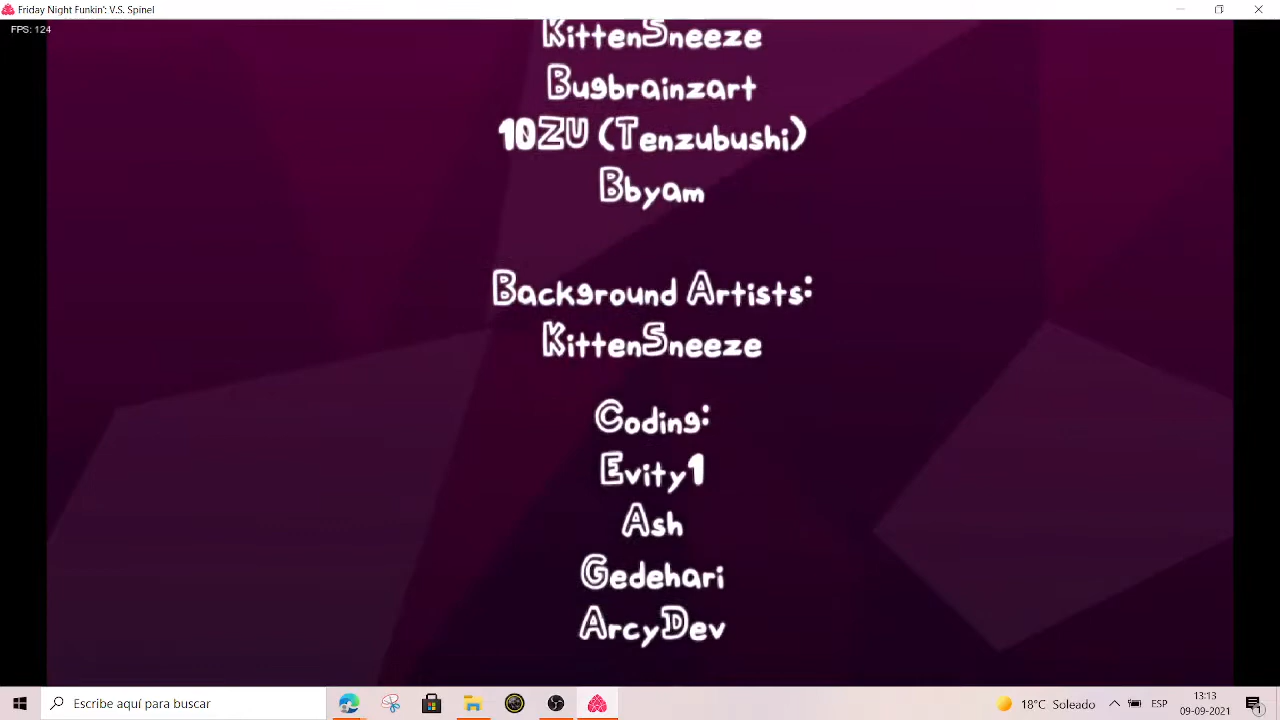 Friday Night Funkin': V.S. Spinel
FPS: 124
KittenSneeze
Bugbrainzart
10ZU (Tenzubushi)
Bbyam
Background Artists:
KittenSneeze
Coding:
Evity1
Ash
Gedehari
ArcyDev
Escribe aquí para buscar
18°C Soleado
ESP
13:13
09-09-2021
1